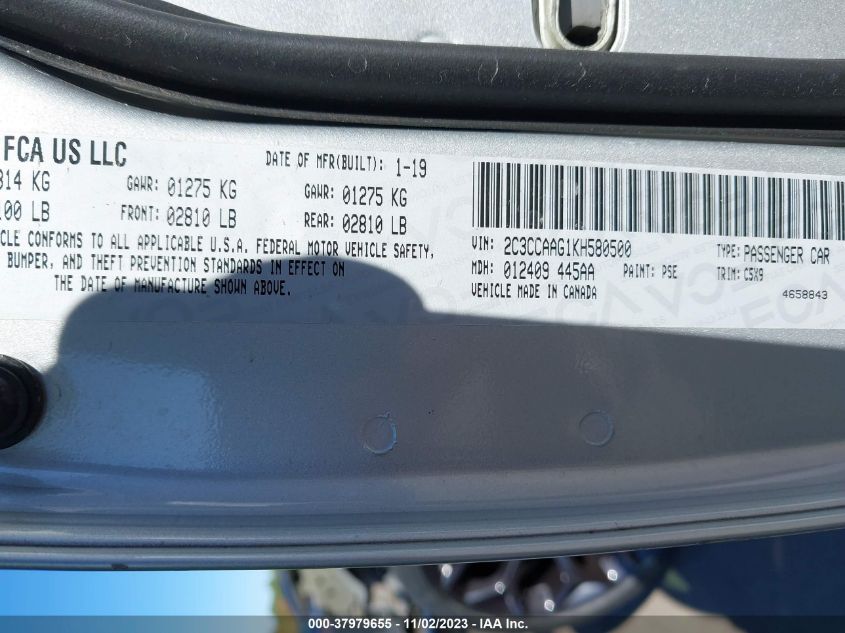 FCA US LLC
DATE OF MFR(BUILT): 1-19
814 KG GAWR: 01275 KG GAWR: 01275 KG
100 LB FRONT: 02810 LB REAR: 02810 LB
CLE CONFORMS TO ALL APPLICABLE U.S.A. FEDERAL MOTOR VEHICLE SAFETY,
BUMPER, AND THEFT PREVENTION STANDARDS IN EFFECT ON
THE DATE OF MANUFACTURE SHOWN ABOVE.
VIN: 2C3CCAAG1KH580500 TYPE: PASSENGER CAR
MDH: 012409 445AA PAINT: PSE TRIM: C5X9
VEHICLE MADE IN CANADA 4658843
000-37979655 - 11/02/2023 - IAA Inc.